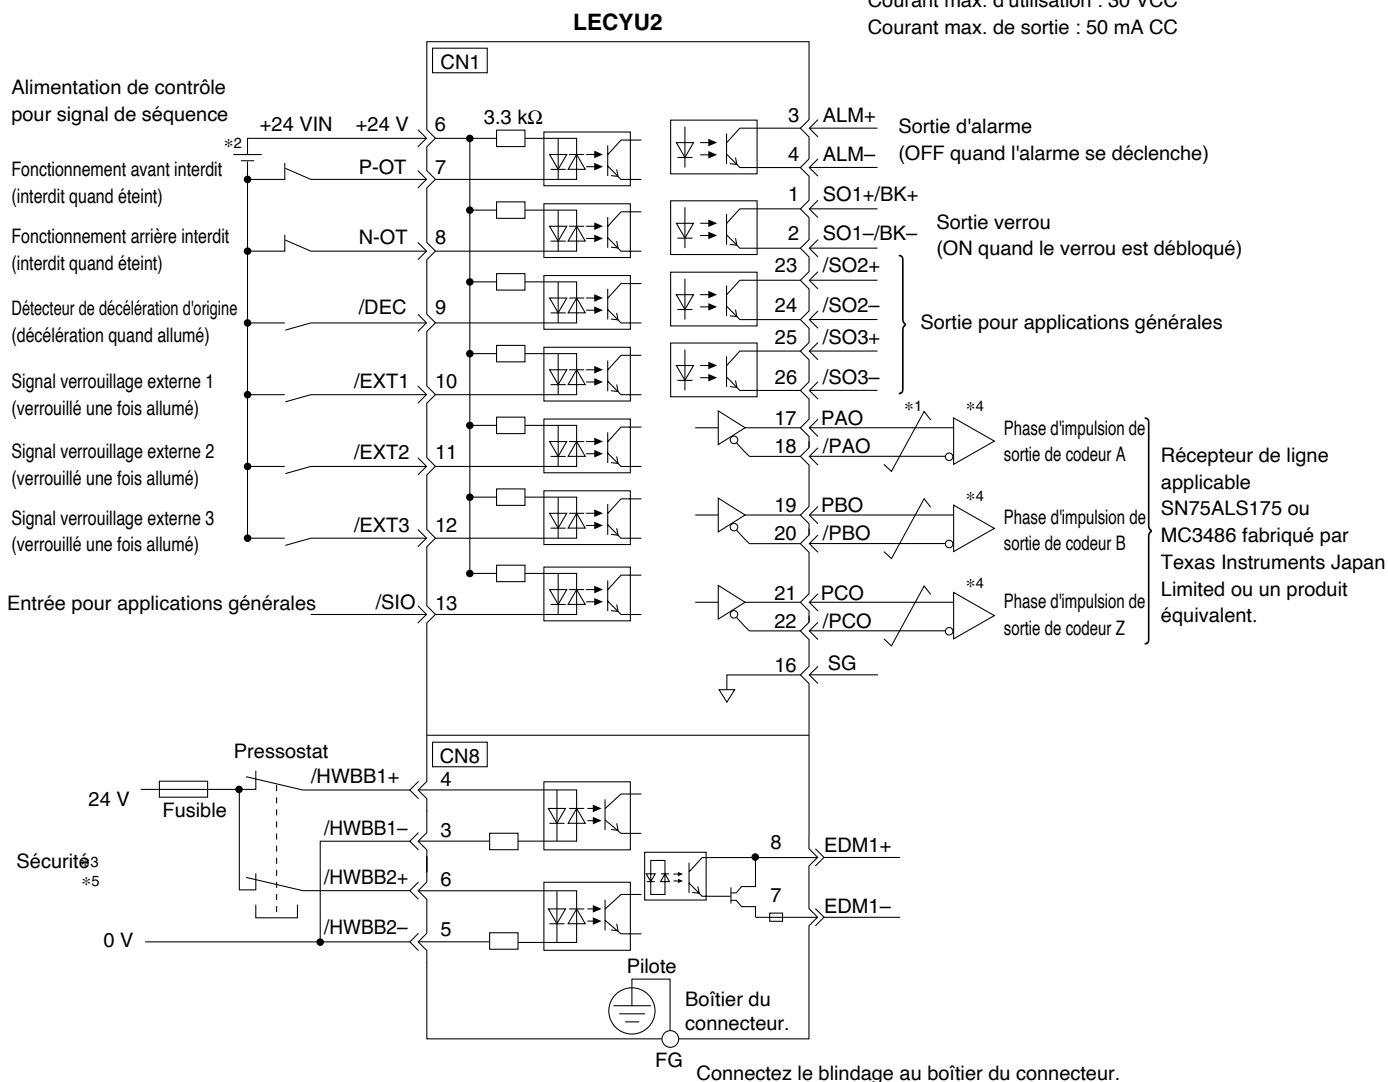 Courant max. d'utilisation : 30 VCC
Courant max. de sortie : 50 mA CC
LECYU2
CN1
Alimentation de contrôle
pour signal de séquence
*2
+24 VIN
+24 V
6
3.3 kΩ
Fonctionnement avant interdit
(interdit quand éteint)
P-OT
7
Fonctionnement arrière interdit
(interdit quand éteint)
N-OT
8
Détecteur de décélération d'origine
(décélération quand allumé)
/DEC
9
Signal verrouillage externe 1
(verrouillé une fois allumé)
/EXT1
10
Signal verrouillage externe 2
(verrouillé une fois allumé)
/EXT2
11
Signal verrouillage externe 3
(verrouillé une fois allumé)
/EXT3
12
Entrée pour applications générales
/SIO
13
3
ALM+
4
ALM–
Sortie d'alarme
(OFF quand l'alarme se déclenche)
1
SO1+/BK+
2
SO1–/BK–
Sortie verrou
(ON quand le verrou est débloqué)
23
/SO2+
24
/SO2–
25
/SO3+
26
/SO3–
Sortie pour applications générales
*1
*4
17
PAO
18
/PAO
Phase d'impulsion de
sortie de codeur A
19
PBO
20
/PBO
*4
Phase d'impulsion de
sortie de codeur B
21
PCO
22
/PCO
*4
Phase d'impulsion de
sortie de codeur Z
Récepteur de ligne
applicable
SN75ALS175 ou
MC3486 fabriqué par
Texas Instruments Japan
Limited ou un produit
équivalent.
16
SG
CN8
Pressostat
24 V
Fusible
/HWBB1+
4
/HWBB1–
3
Sécurité*3
*5
/HWBB2+
6
/HWBB2–
5
0 V
8
EDM1+
7
EDM1–
Pilote
Boîtier du
connecteur.
FG
Connectez le blindage au boîtier du connecteur.